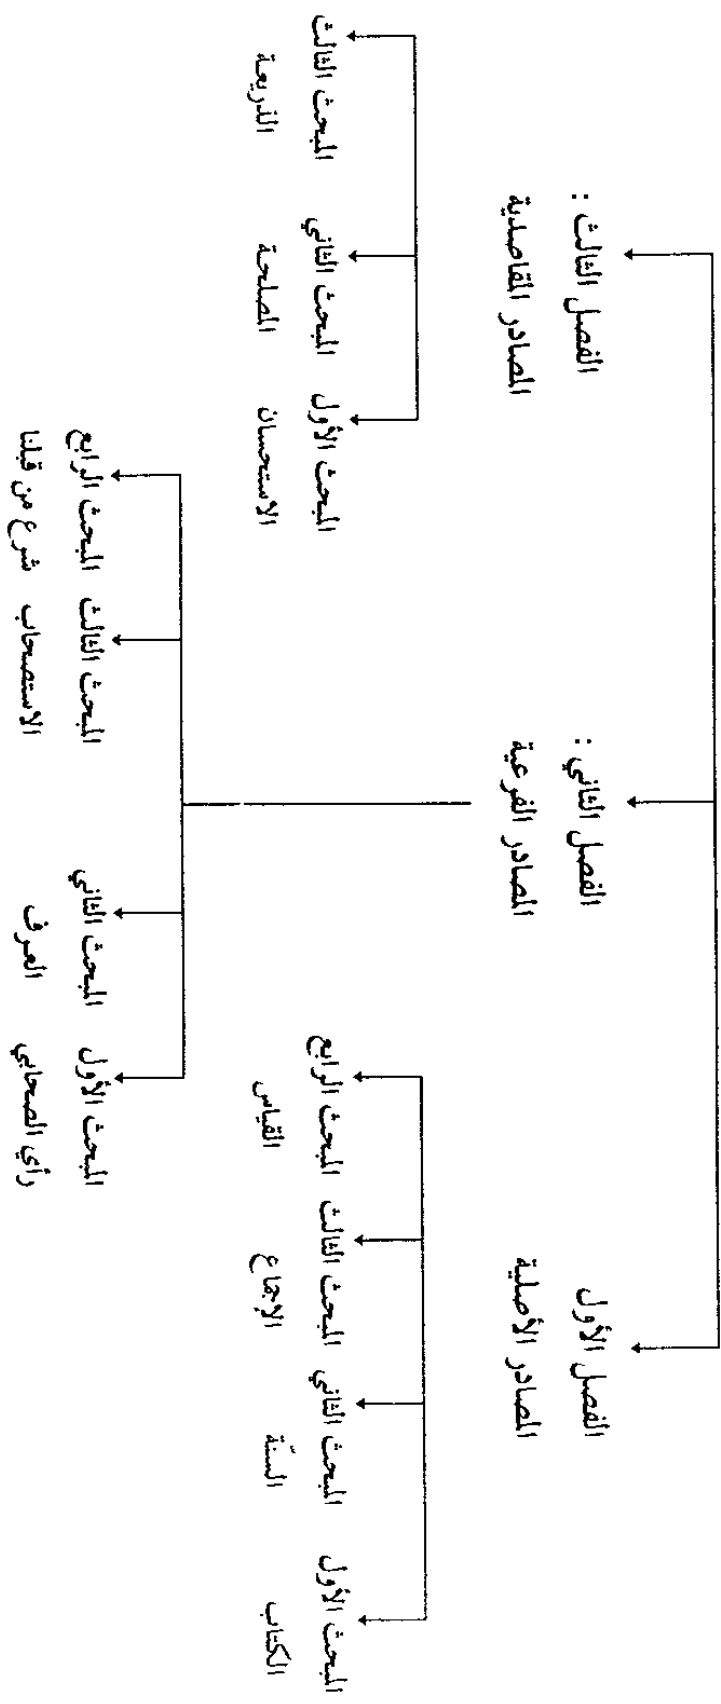 الفصل الأول
المصادر الأصلية
الفصل الثاني :
المصادر الفرعية
الفصل الثالث :
المصادر المقاصدية
المبحث الأول
الكتاب
المبحث الثاني
السنّة
المبحث الثالث
الإجماع
المبحث الرابع
القياس
المبحث الأول
رأي الصحابي
المبحث الثاني
العرف
المبحث الثالث
الاستصحاب
المبحث الرابع
شرع من قبلنا
المبحث الأول
الاستحسان
المبحث الثاني
المصلحة
المبحث الثالث
الذريعة